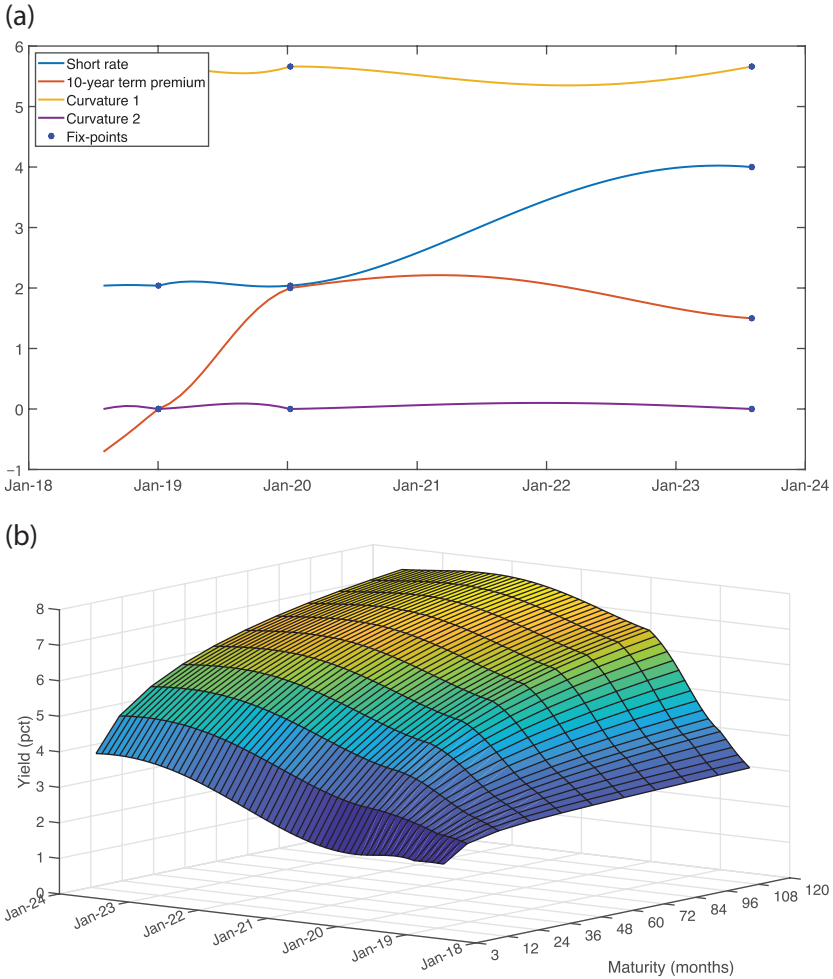 (a)
6
5
4
3
2
1
0
−1
Short rate
10-year term premium
Curvature 1
Curvature 2
Fix-points
Jan-18 Jan-19 Jan-20 Jan-21 Jan-22 Jan-23 Jan-24
(b)
8
7
6
5
4
3
2
1
0
Yield (pct)
Jan-24 Jan-23 Jan-22 Jan-21 Jan-20 Jan-19 Jan-18
3 12 24 36 48 60 72 84 96 108 120
Maturity (months)